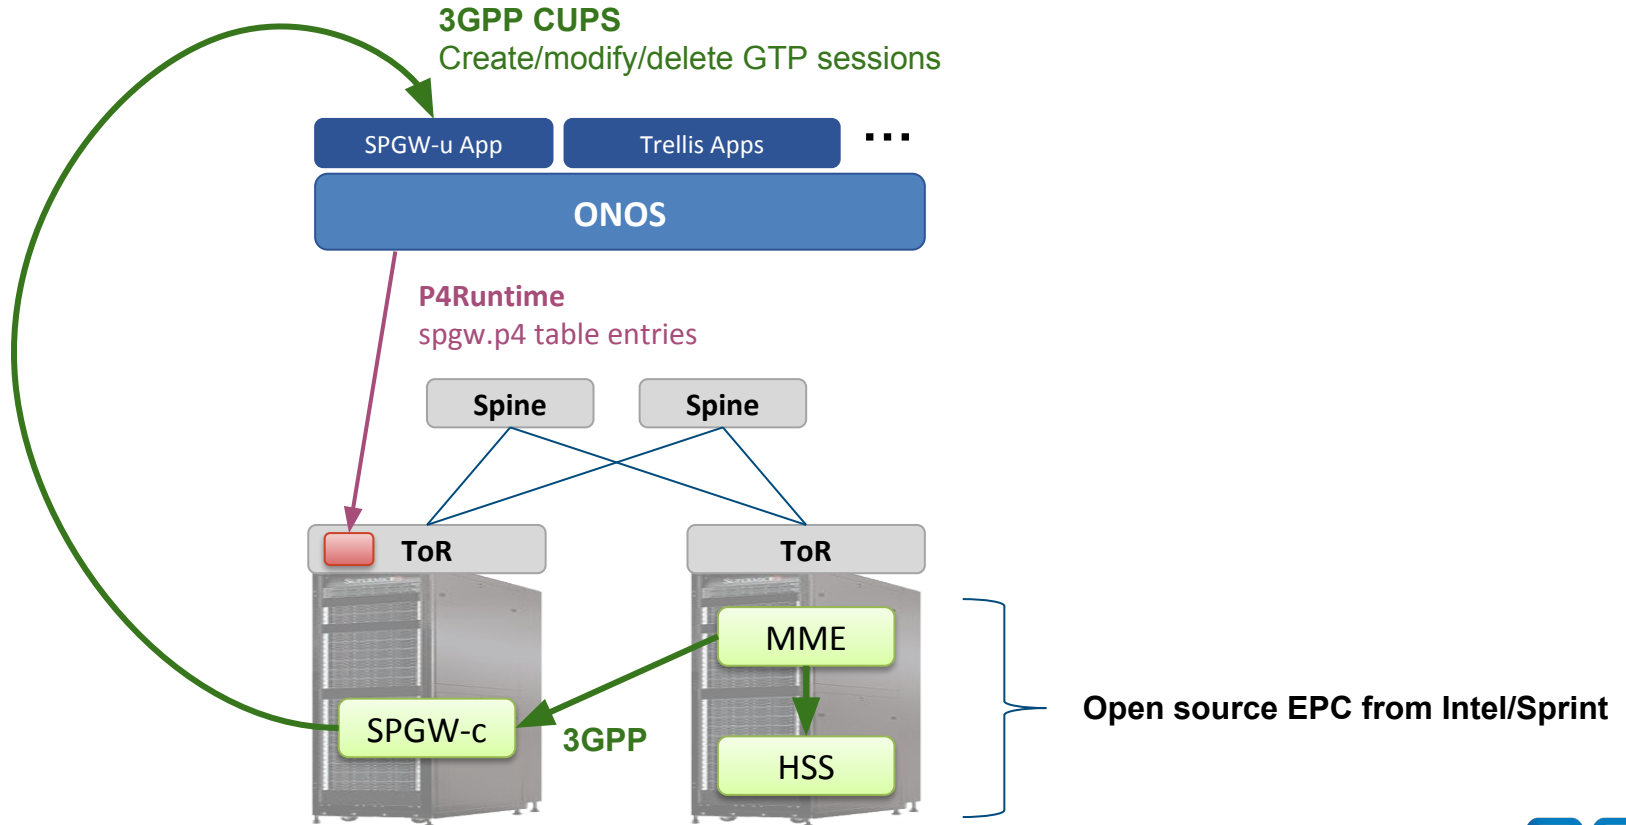 3GPP CUPS
Create/modify/delete GTP sessions
SPGW-u App
Trellis Apps
...
ONOS
P4Runtime
spgw.p4 table entries
Spine
Spine
ToR
ToR
MME
SPGW-c
3GPP
HSS
Open source EPC from Intel/Sprint